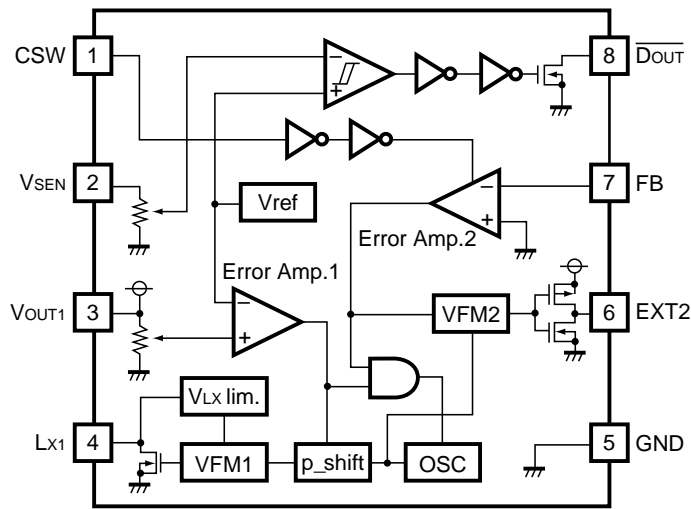 CSW 1
8 DOUT
− 
+
VSEN 2
7 FB
−
+
Vref
Error Amp.2
Error Amp.1
VOUT1 3
−
+
VFM2
6 EXT2
VLX lim.
LX1 4
VFM1
p_shift
OSC
5 GND